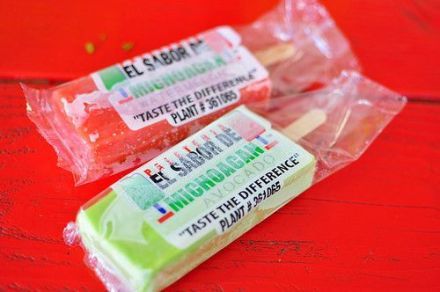 EL SABOR DE
MICHOACAN
"TASTE THE DIFFERENCE"
PLANT # 361065
PALETERIA
EL SABOR DE
MICHOACAN
AVOCADO
"TASTE THE DIFFERENCE"
PLANT # 361065